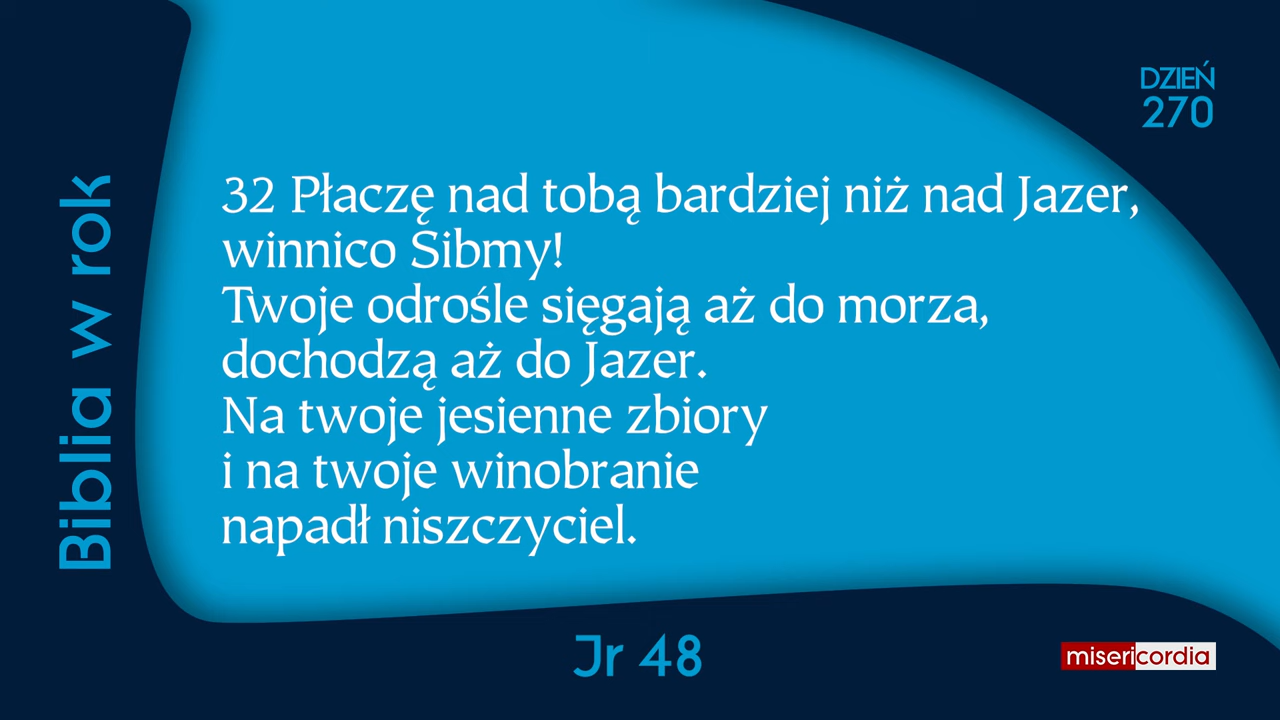 DZIEŃ
270
Biblia w rok
32 Płaczę nad tobą bardziej niż nad Jazer,
winnico Sibmy!
Twoje odrośle sięgają aż do morza,
dochodzą aż do Jazer.
Na twoje jesienne zbiory
i na twoje winobranie
napadł niszczyciel.
Jr 48
misericordia